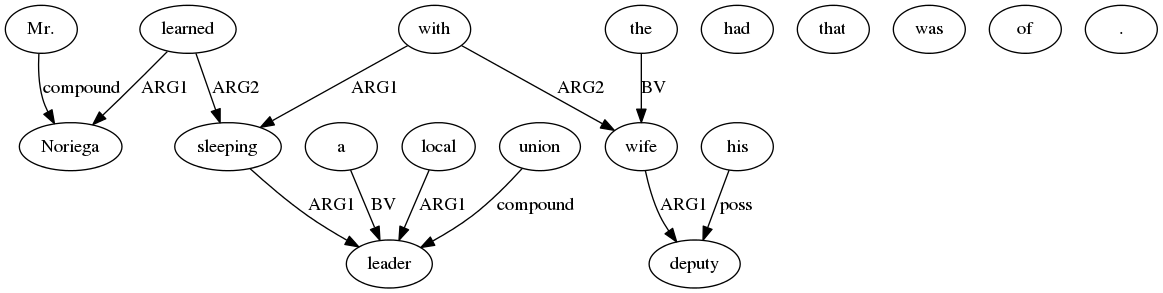 Mr. learned with the had that was of .
compound ARG1 ARG2 ARG1 ARG2 BV
Noriega sleeping a local union wife his
ARG1 BV ARG1 compound ARG1 poss
leader deputy